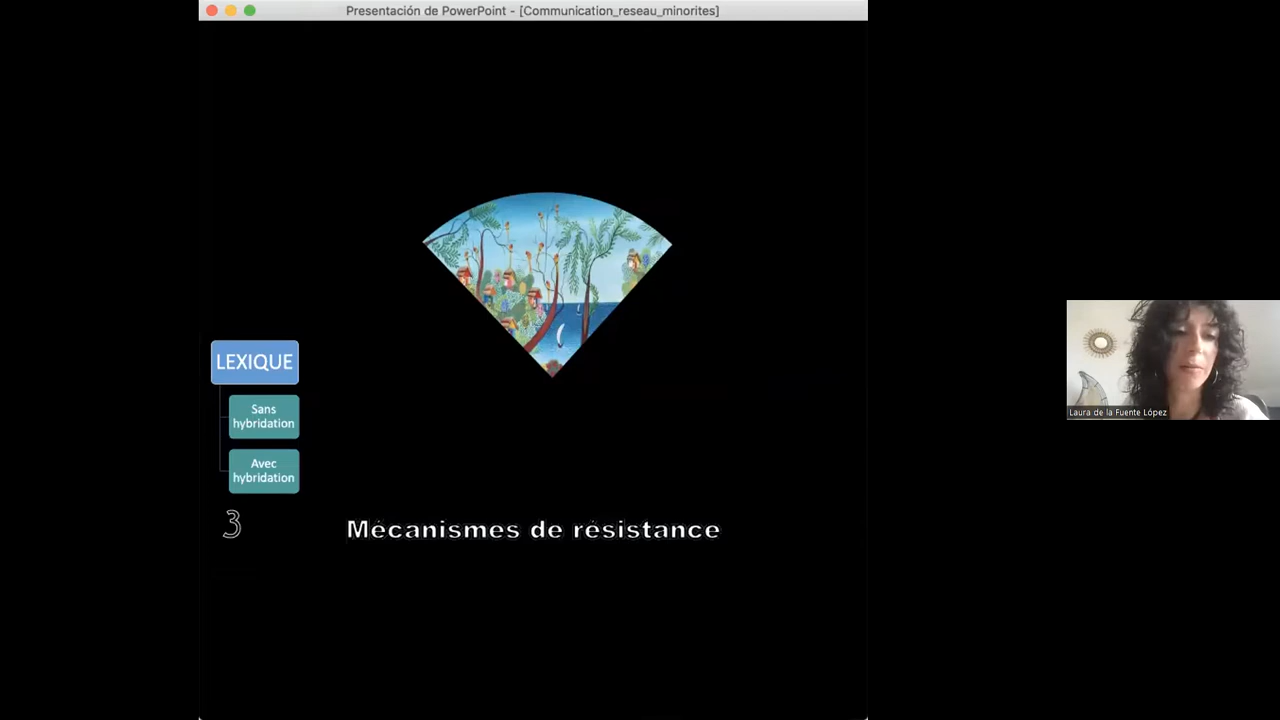 Presentación de PowerPoint - [Communication_reseau_minorites]
LEXIQUE
Sans
hybridation
Avec
hybridation
3
Mécanismes de résistance
Laura de la Fuente López